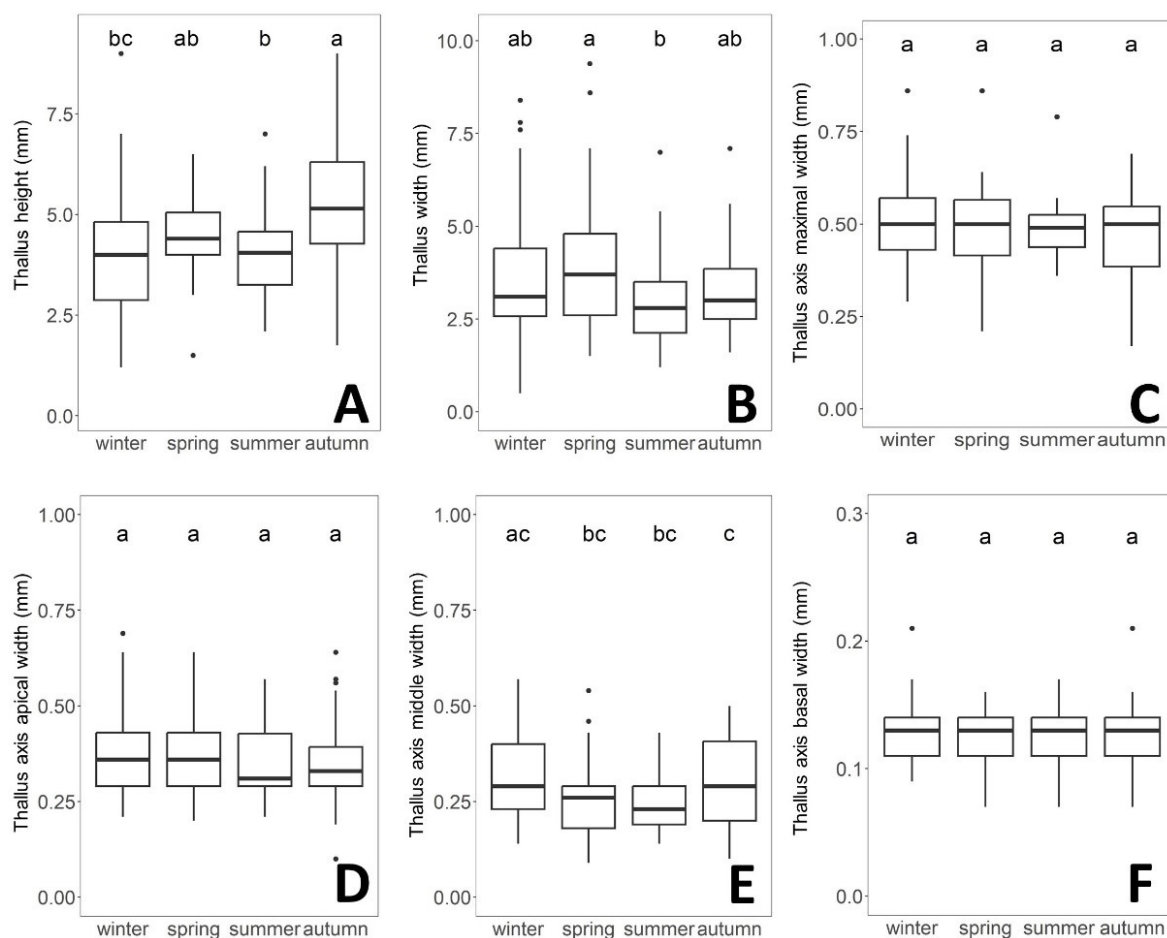 Thallus height (mm)
bc ab b a
7.5
5.0
2.5
0.0
A
winter spring summer autumn
Thallus width (mm)
ab a b ab
10.0
7.5
5.0
2.5
0.0
B
winter spring summer autumn
Thallus axis maximal width (mm)
a a a a
1.00
0.75
0.50
0.25
0.00
C
winter spring summer autumn
Thallus axis apical width (mm)
a a a a
1.00
0.75
0.50
0.25
0.00
D
winter spring summer autumn
Thallus axis middle width (mm)
ac bc bc c
1.00
0.75
0.50
0.25
0.00
E
winter spring summer autumn
Thallus axis basal width (mm)
a a a a
0.3
0.2
0.1
0.0
F
winter spring summer autumn